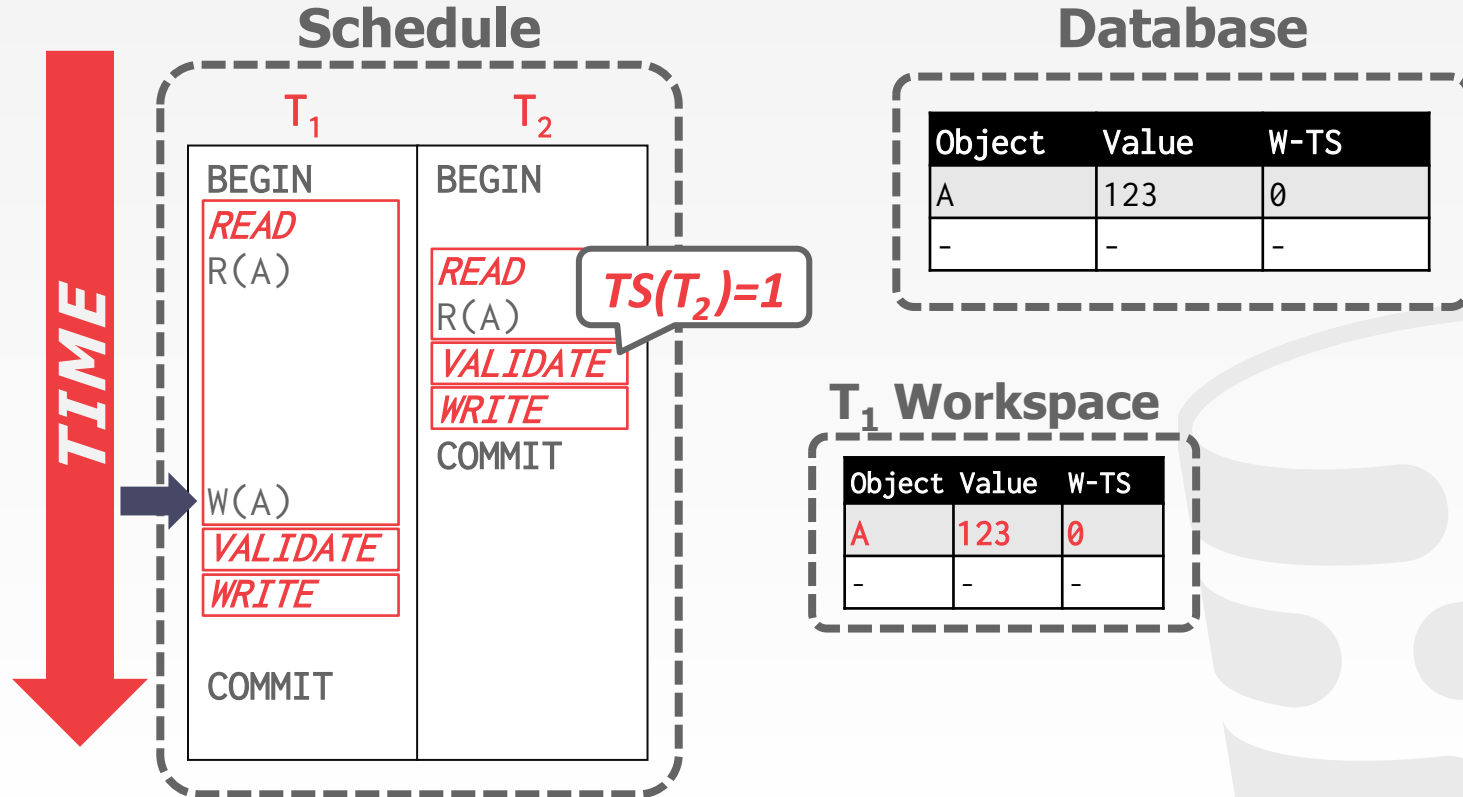 Schedule
TIME
T₁ T₂
BEGIN BEGIN
READ
R(A) READ
R(A)
TS(T₂)=1
VALIDATE
WRITE
COMMIT
W(A)
VALIDATE
WRITE
COMMIT
Database
Object Value W-TS
A 123 0
- - -
T₁ Workspace
Object Value W-TS
A 123 0
- - -